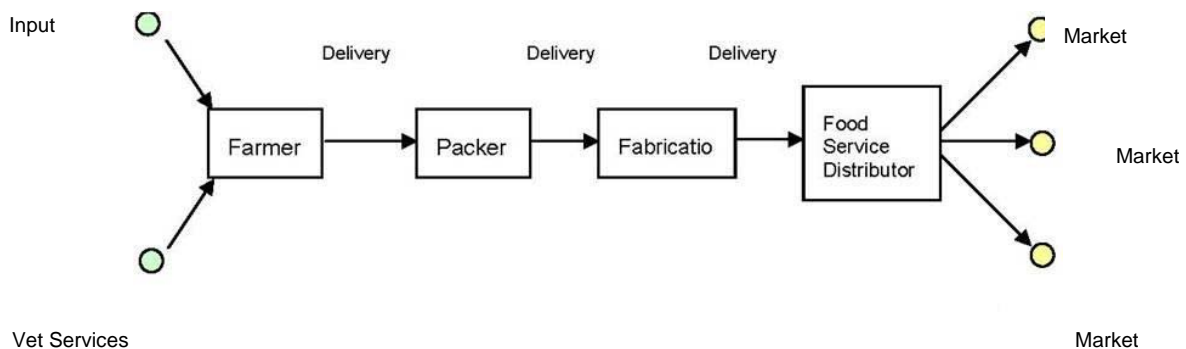 Input
Market
Delivery
Delivery
Delivery
Farmer
Packer
Fabricatio
Food
Service
Distributor
Market
Vet Services
Market